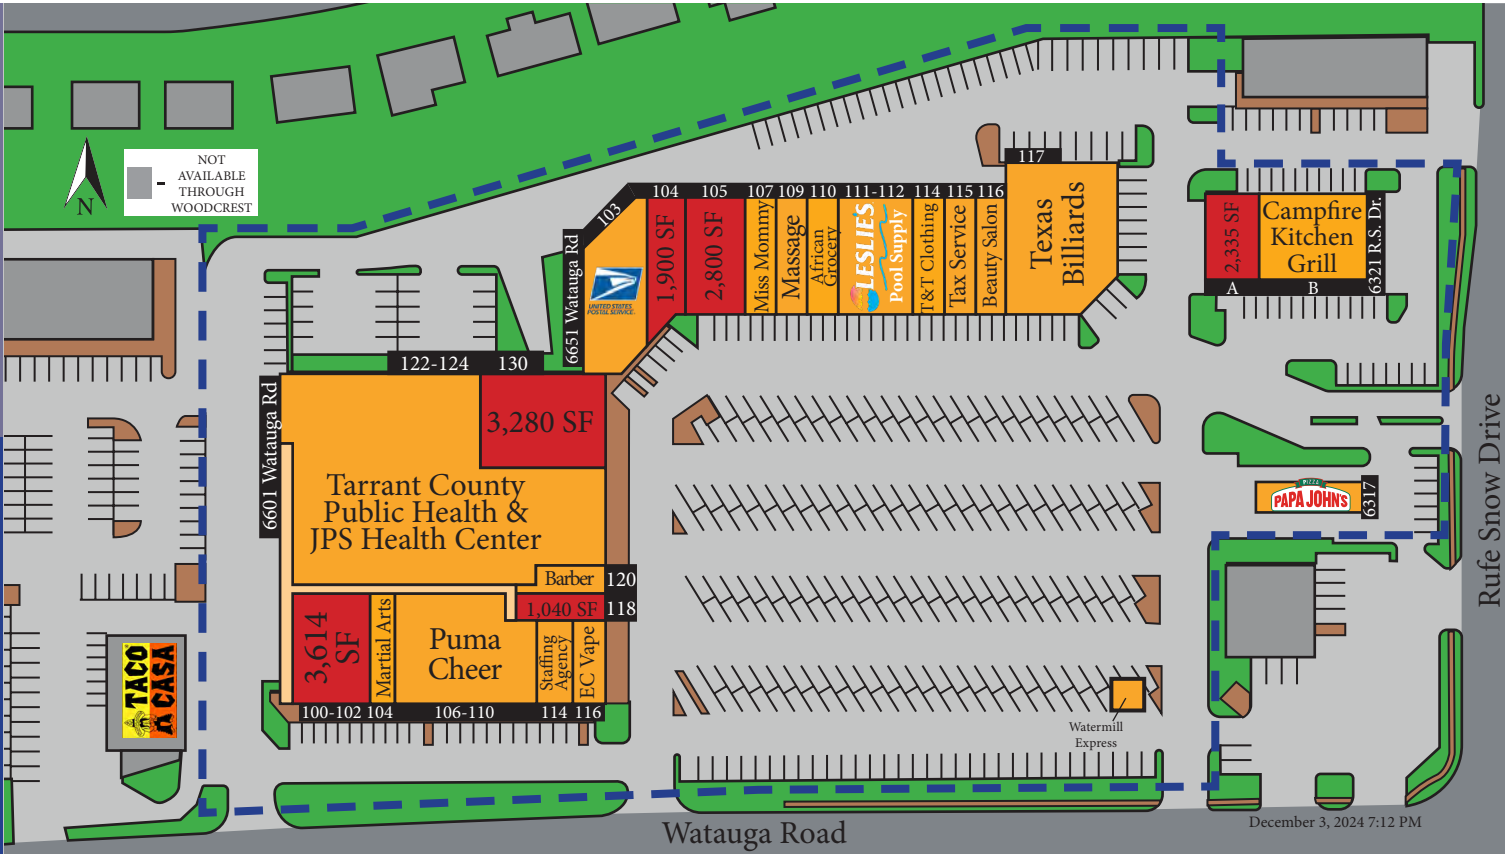 NOT
AVAILABLE
THROUGH
WOODCREST
N
117
103
104
105
107
109
110
111-112
114
115
116
6651 Watauga Rd
UNITED STATES
POSTAL SERVICE.
1,900 SF
2,800 SF
Miss Mommy
Massage
African
Grocery
LESLIE'S
Pool Supply
T&T Clothing
Tax Service
Beauty Salon
Texas
Billiards
2,335 SF
Campfire
Kitchen
Grill
6321 R.S. Dr.
A
B
122-124
130
6601 Watauga Rd
3,280 SF
Tarrant County
Public Health &
JPS Health Center
Barber
120
1,040 SF
118
3,614
SF
Martial Arts
Puma
Cheer
Staffing
Agency
EC Vape
100-102
104
106-110
114
116
PIZZA
PAPA JOHN'S
6317
Rufe Snow Drive
TACO
A CASA
Watermill
Express
Watauga Road
December 3, 2024 7:12 PM